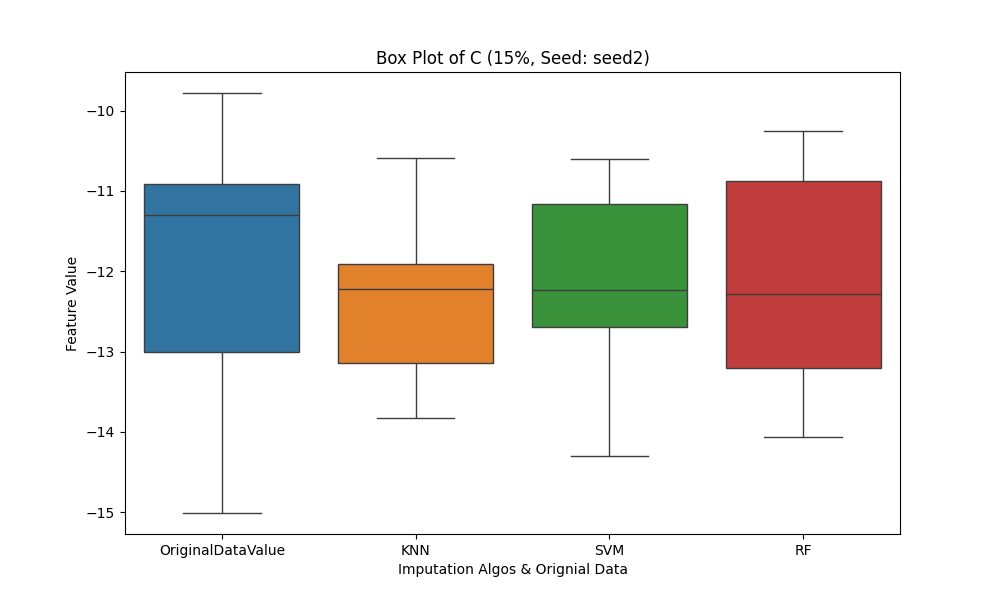 Box Plot of C (15%, Seed: seed2)
Feature Value
−10
−11
−12
−13
−14
−15
OriginalDataValue KNN SVM RF
Imputation Algos & Orignial Data